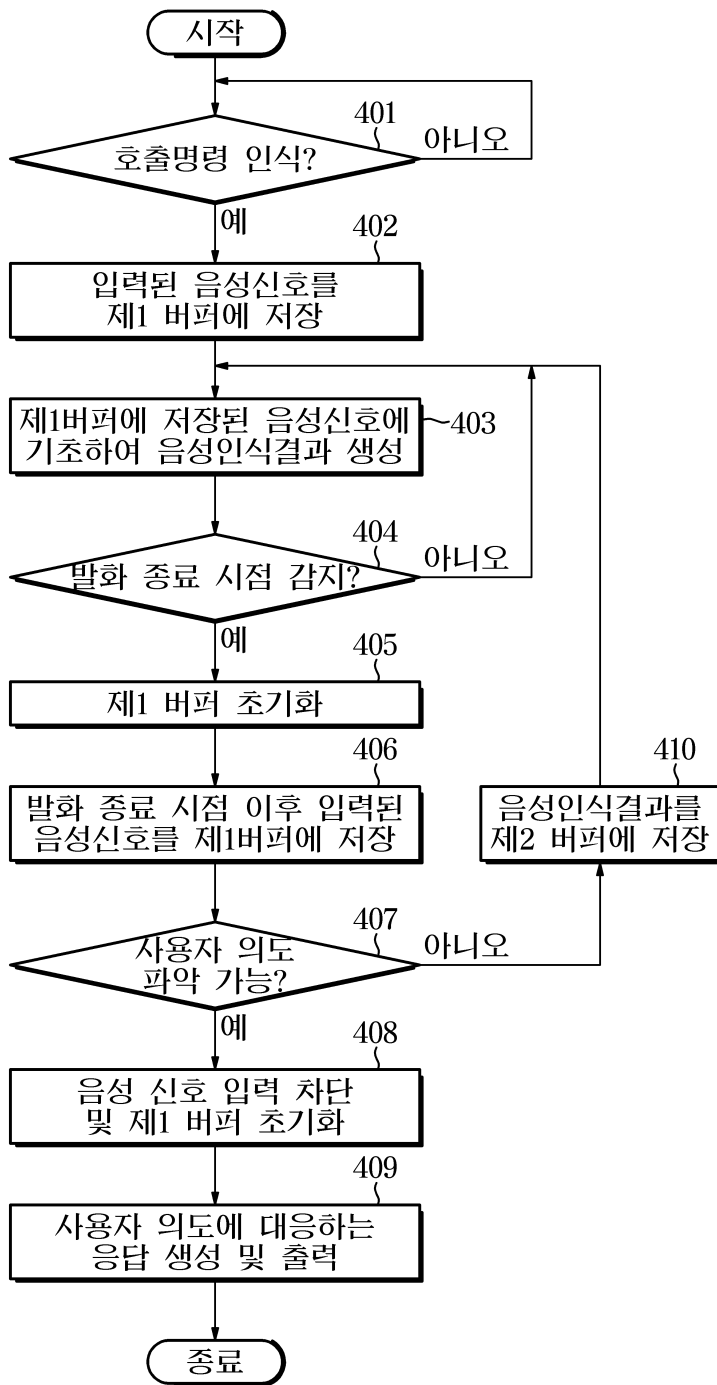 시작
401
호출명령 인식?
아니오
예
402
입력된 음성신호를
제1 버퍼에 저장
제1버퍼에 저장된 음성신호에
기초하여 음성인식결과 생성
403
404
발화 종료 시점 감지?
아니오
예
405
제1 버퍼 초기화
406
발화 종료 시점 이후 입력된
음성신호를 제1버퍼에 저장
410
음성인식결과를
제2 버퍼에 저장
407
사용자 의도
파악 가능?
아니오
예
408
음성 신호 입력 차단
및 제1 버퍼 초기화
409
사용자 의도에 대응하는
응답 생성 및 출력
종료